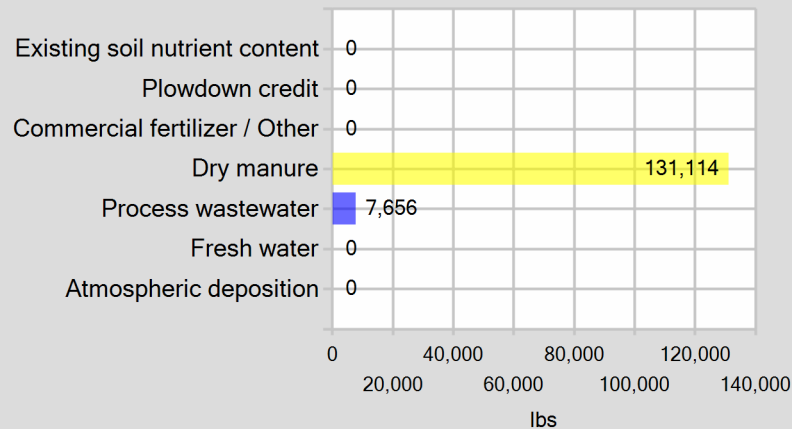 Existing soil nutrient content 0
Plowdown credit 0
Commercial fertilizer / Other 0
Dry manure 131,114
Process wastewater 7,656
Fresh water 0
Atmospheric deposition 0
0 40,000 80,000 120,000
20,000 60,000 100,000 140,000
lbs